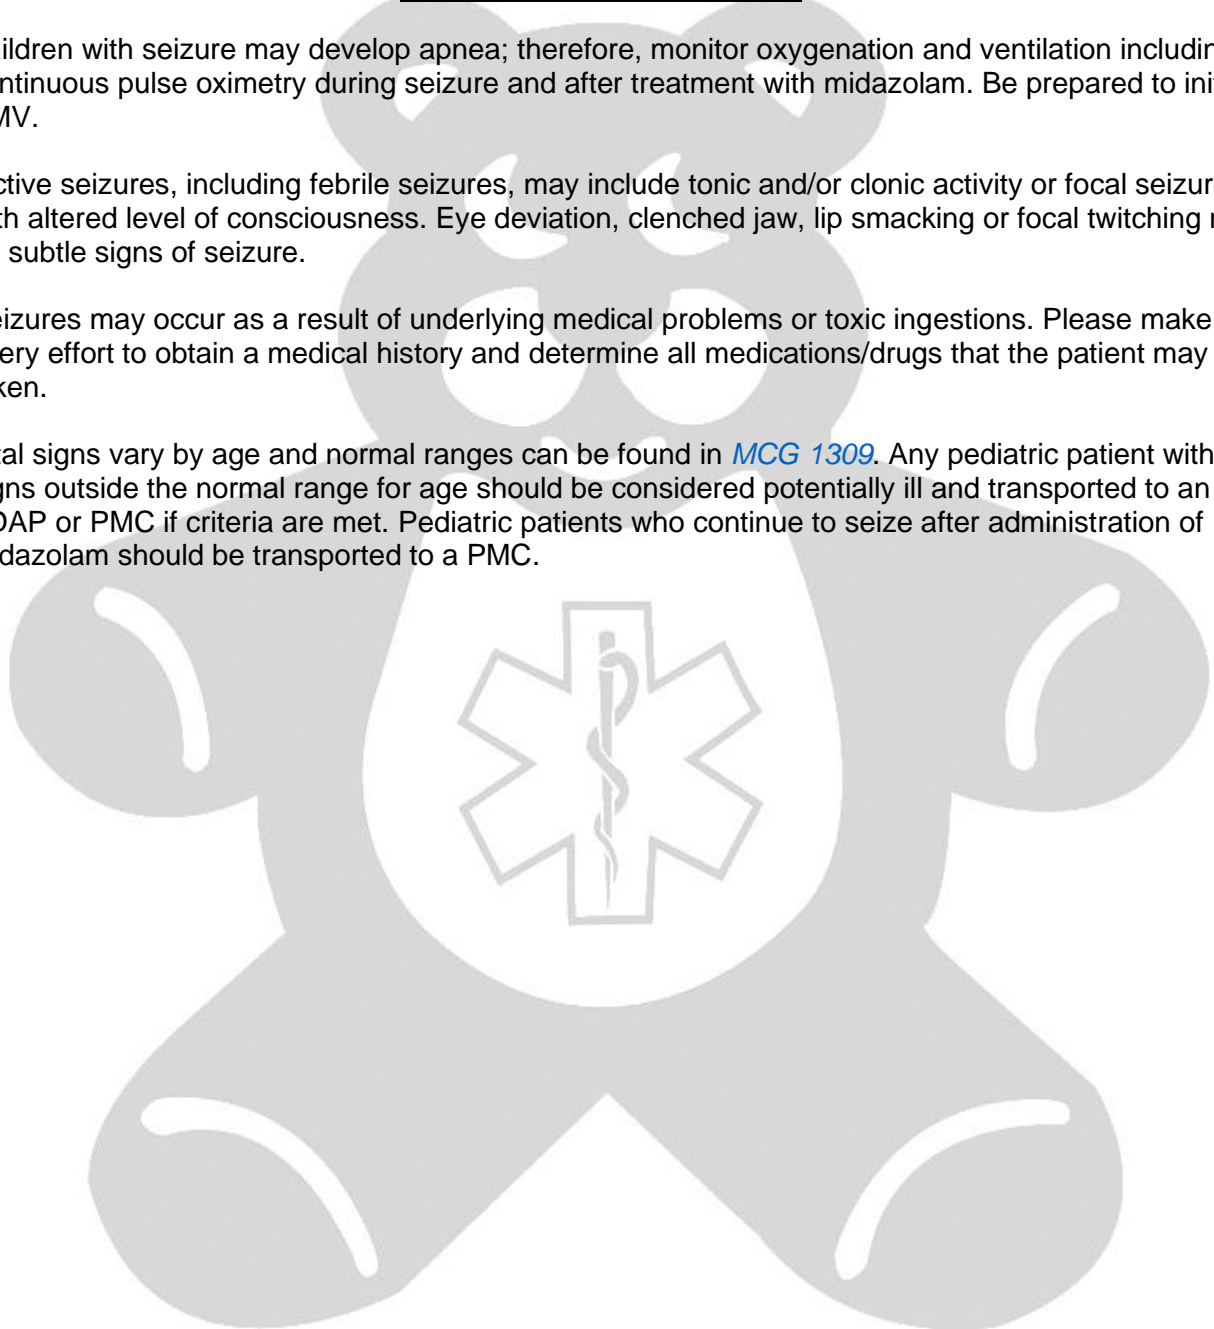 ildren with seizure may develop apnea; therefore, monitor oxygenation and ventilation includin
ntinuous pulse oximetry during seizure and after treatment with midazolam. Be prepared to ini
MV.
ctive seizures, including febrile seizures, may include tonic and/or clonic activity or focal seizur
th altered level of consciousness. Eye deviation, clenched jaw, lip smacking or focal twitching
subtle signs of seizure.
eizures may occur as a result of underlying medical problems or toxic ingestions. Please make
ery effort to obtain a medical history and determine all medications/drugs that the patient may
ken.
tal signs vary by age and normal ranges can be found in MCG 1309. Any pediatric patient with
gns outside the normal range for age should be considered potentially ill and transported to an
DAP or PMC if criteria are met. Pediatric patients who continue to seize after administration of
idazolam should be transported to a PMC.